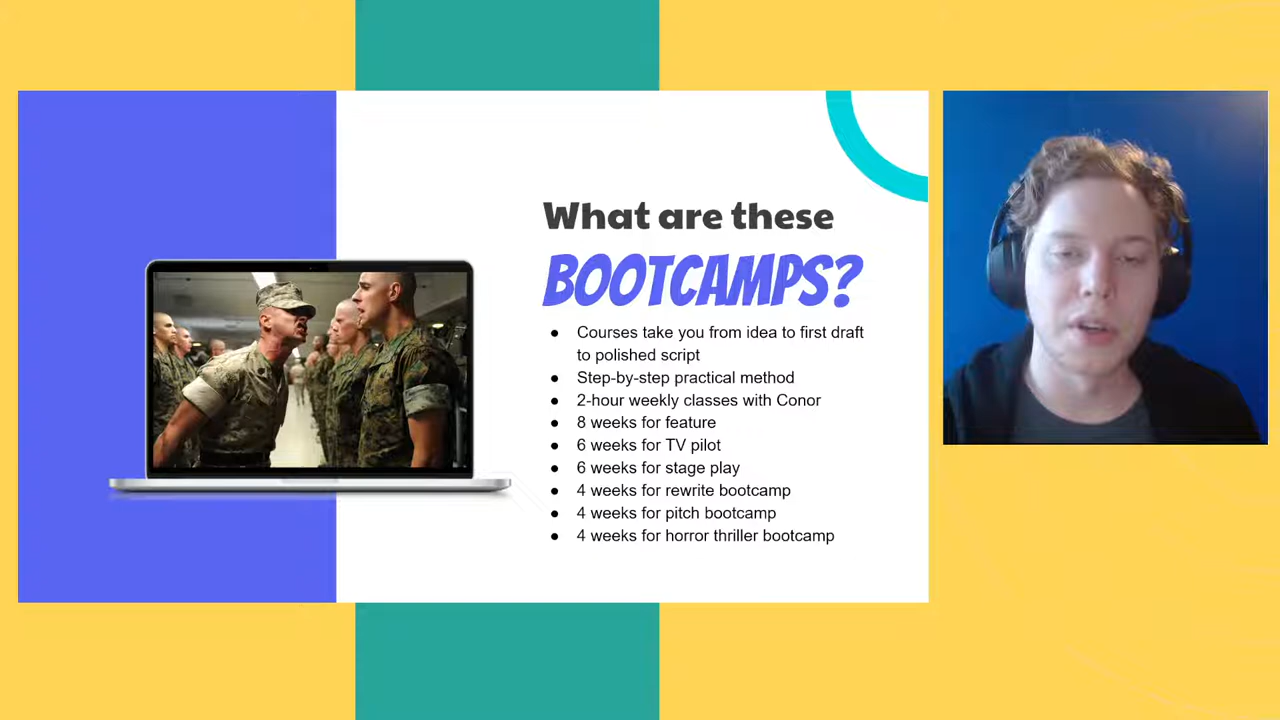 What are these
BOOTCAMPS?
● Courses take you from idea to first draft
to polished script
● Step-by-step practical method
● 2-hour weekly classes with Conor
● 8 weeks for feature
● 6 weeks for TV pilot
● 6 weeks for stage play
● 4 weeks for rewrite bootcamp
● 4 weeks for pitch bootcamp
● 4 weeks for horror thriller bootcamp